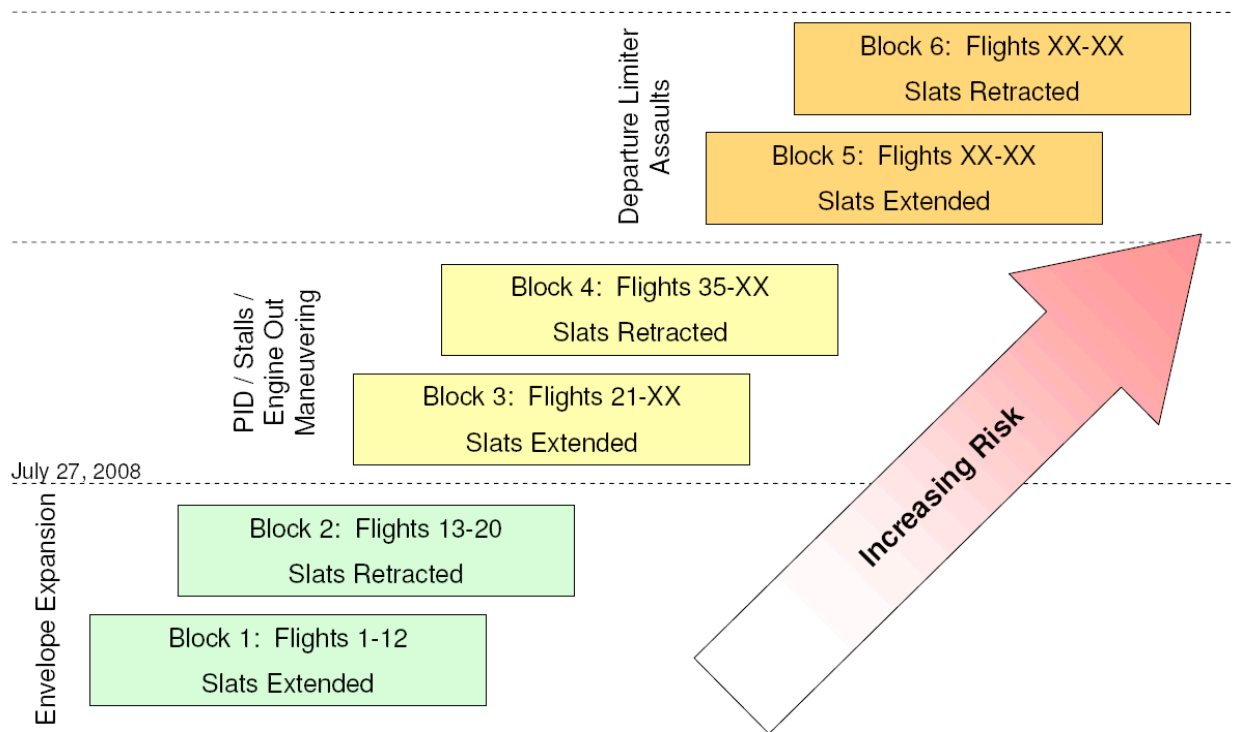 Block 6: Flights XX-XX
Slats Retracted
Departure Limiter
Assaults
Block 5: Flights XX-XX
Slats Extended
Block 4: Flights 35-XX
Slats Retracted
PID / Stalls /
Engine Out
Maneuvering
Block 3: Flights 21-XX
Slats Extended
July 27, 2008
Increasing Risk
Envelope Expansion
Block 2: Flights 13-20
Slats Retracted
Block 1: Flights 1-12
Slats Extended